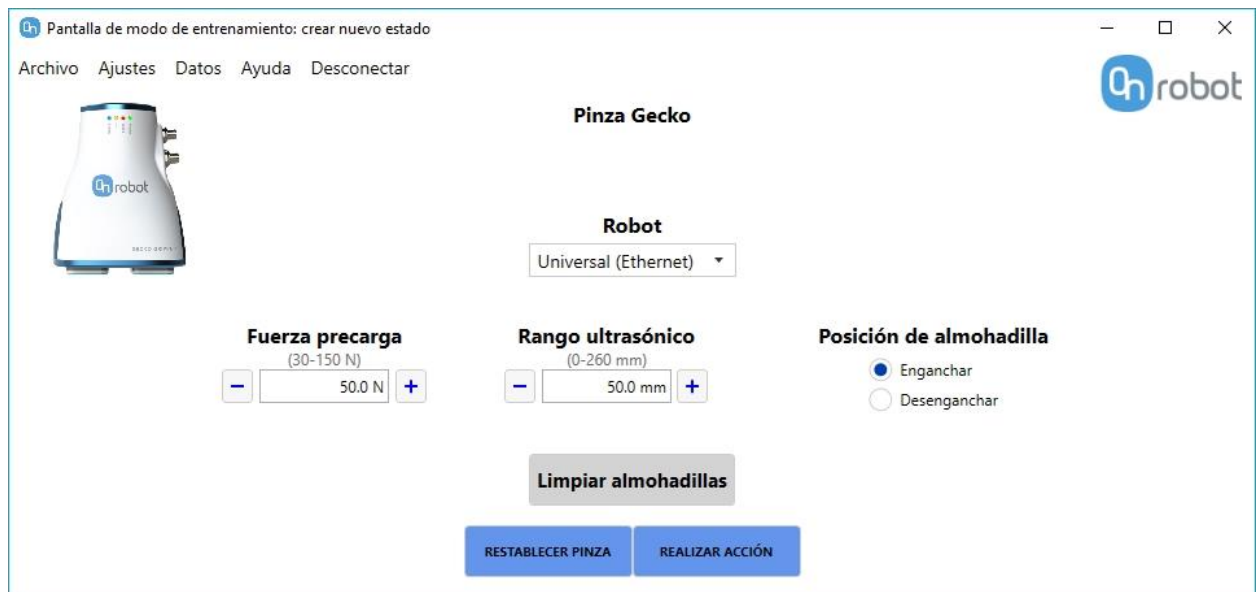 Pantalla de modo de entrenamiento: crear nuevo estado
Archivo Ajustes Datos Ayuda Desconectar
OnRobot
Pinza Gecko
OnRobot
Robot
Universal (Ethernet)
Fuerza precarga
(30-150 N)
− 50.0 N +
Rango ultrasónico
(0-260 mm)
− 50.0 mm +
Posición de almohadilla
Enganchar
Desenganchar
Limpiar almohadillas
RESTABLECER PINZA
REALIZAR ACCIÓN